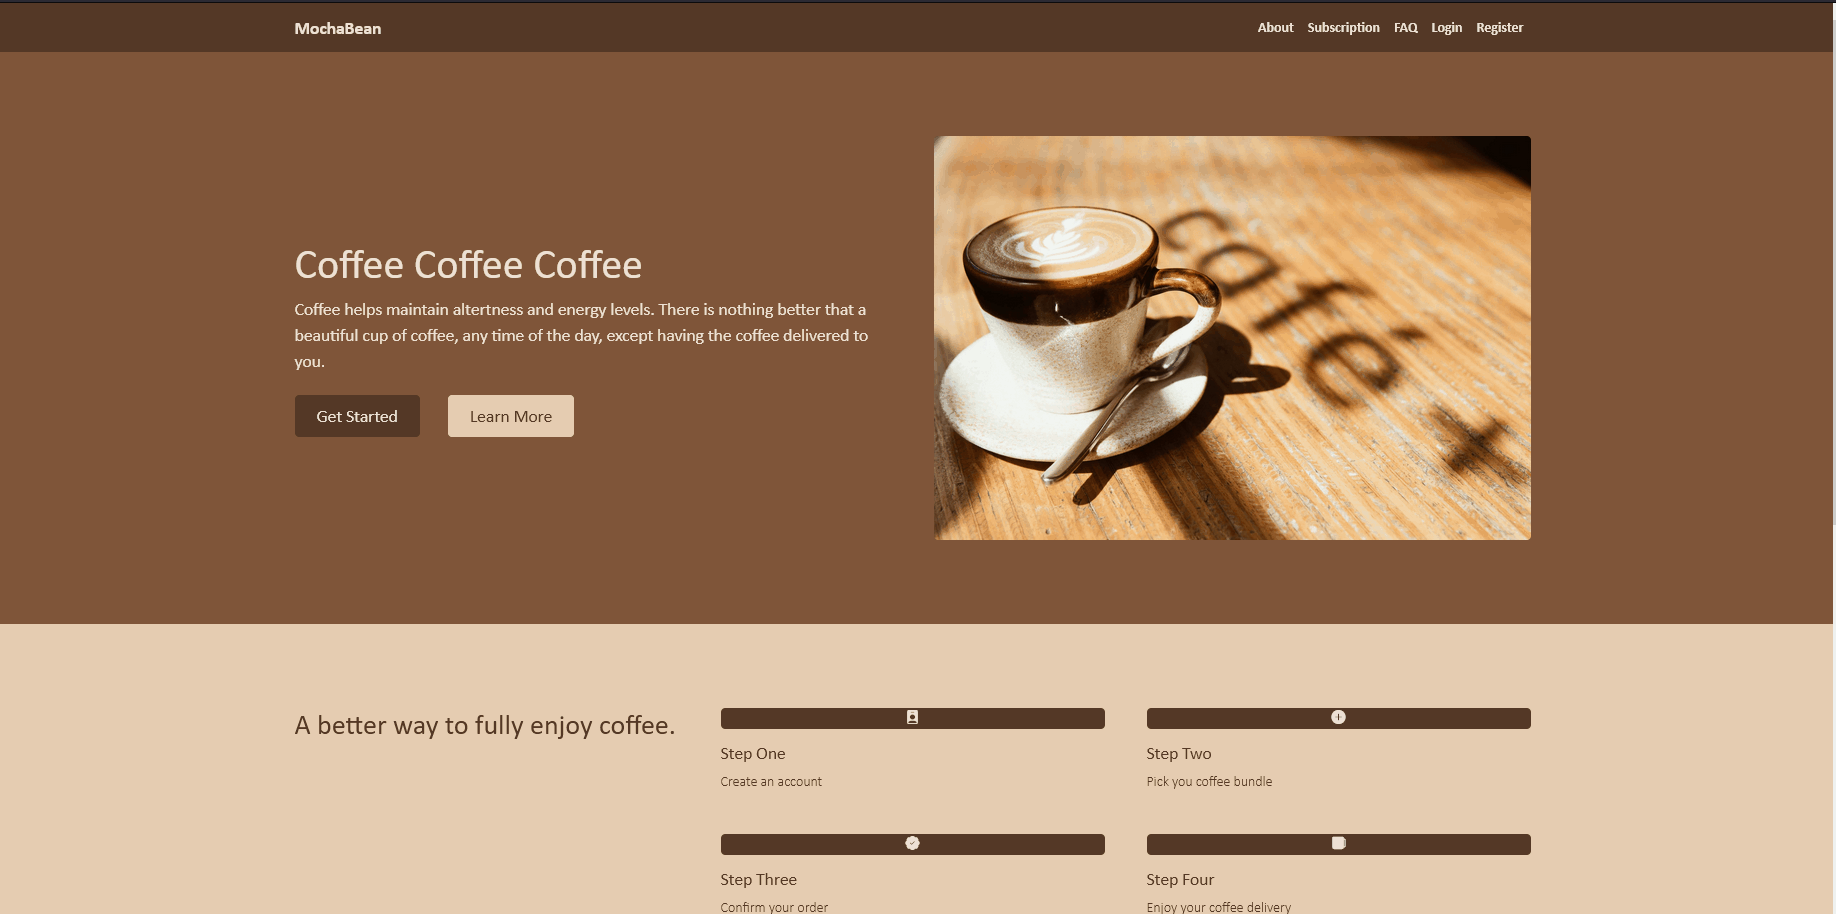 MochaBean
About Subscription FAQ Login Register
Coffee Coffee Coffee
Coffee helps maintain altertness and energy levels. There is nothing better that a
beautiful cup of coffee, any time of the day, except having the coffee delivered to
you.
Get Started Learn More
café x
A better way to fully enjoy coffee.
Step One
Create an account
Step Two
Pick you coffee bundle
Step Three
Confirm your order
Step Four
Enjoy your coffee delivery